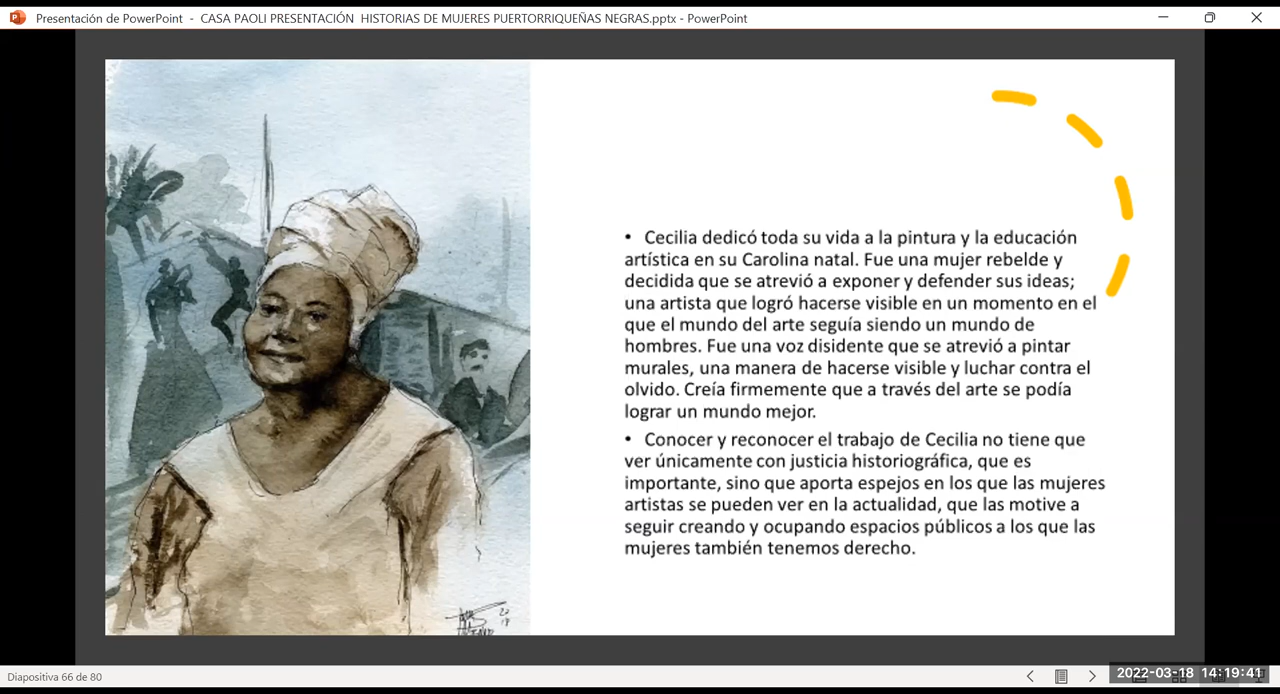 Presentación de PowerPoint - CASA PAOLI PRESENTACIÓN HISTORIAS DE MUJERES PUERTORRIQUEÑAS NEGRAS.pptx - PowerPoint
• Cecilia dedicó toda su vida a la pintura y la educación
artística en su Carolina natal. Fue una mujer rebelde y
decidida que se atrevió a exponer y defender sus ideas;
una artista que logró hacerse visible en un momento en el
que el mundo del arte seguía siendo un mundo de
hombres. Fue una voz disidente que se atrevió a pintar
murales, una manera de hacerse visible y luchar contra el
olvido. Creía firmemente que a través del arte se podía
lograr un mundo mejor.
• Conocer y reconocer el trabajo de Cecilia no tiene que
ver únicamente con justicia historiográfica, que es
importante, sino que aporta espejos en los que las mujeres
artistas se pueden ver en la actualidad, que las motive a
seguir creando y ocupando espacios públicos a los que las
mujeres también tenemos derecho.
Diapositiva 66 de 80
2022-03-18 14:19:41